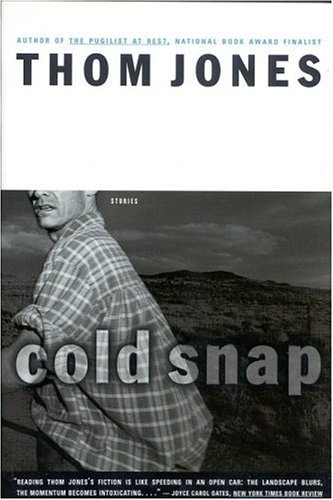 AUTHOR OF THE PUGILIST AT REST, NATIONAL BOOK AWARD FINALIST
THOM JONES
STORIES
cold snap
"READING THOM JONES'S FICTION IS LIKE SPEEDING IN AN OPEN CAR: THE LANDSCAPE BLURS,
THE MOMENTUM BECOMES INTOXICATING. . . ." — JOYCE CAROL OATES, NEW YORK TIMES BOOK REVIEW